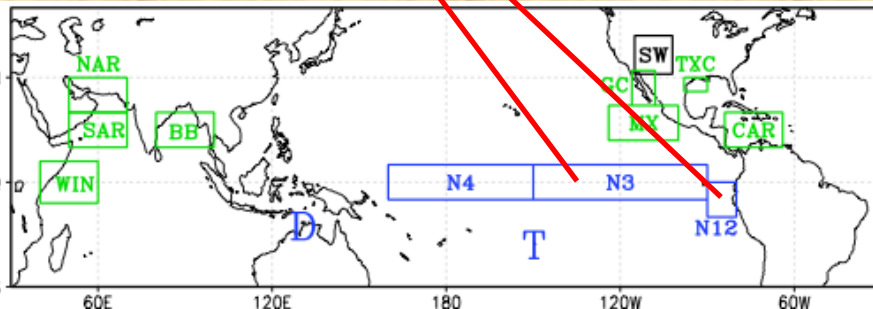 SW
NAR
TXC
GC
SAR
BB
MX
CAR
WIN
N4
N3
D
T
N12
60E
120E
180
120W
60W